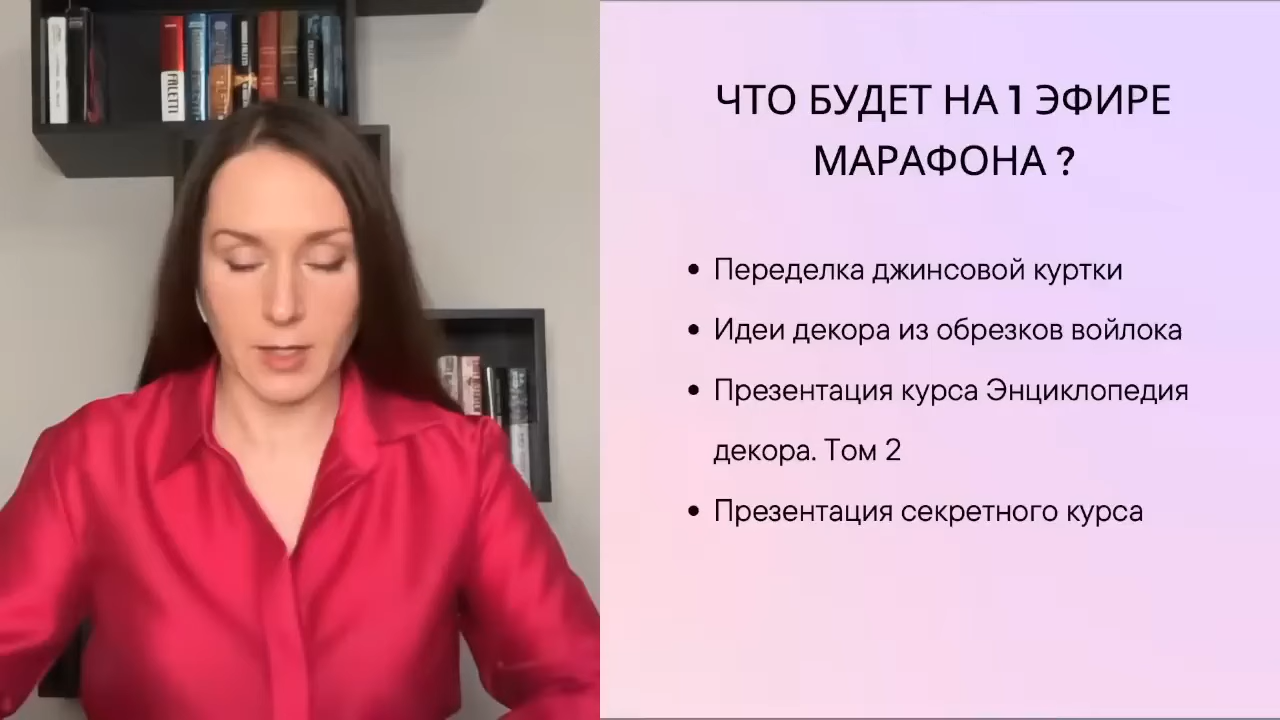 FALETTI
ЧТО БУДЕТ НА 1 ЭФИРЕ
МАРАФОНА ?
• Переделка джинсовой куртки
• Идеи декора из обрезков войлока
• Презентация курса Энциклопедия
декора. Том 2
• Презентация секретного курса